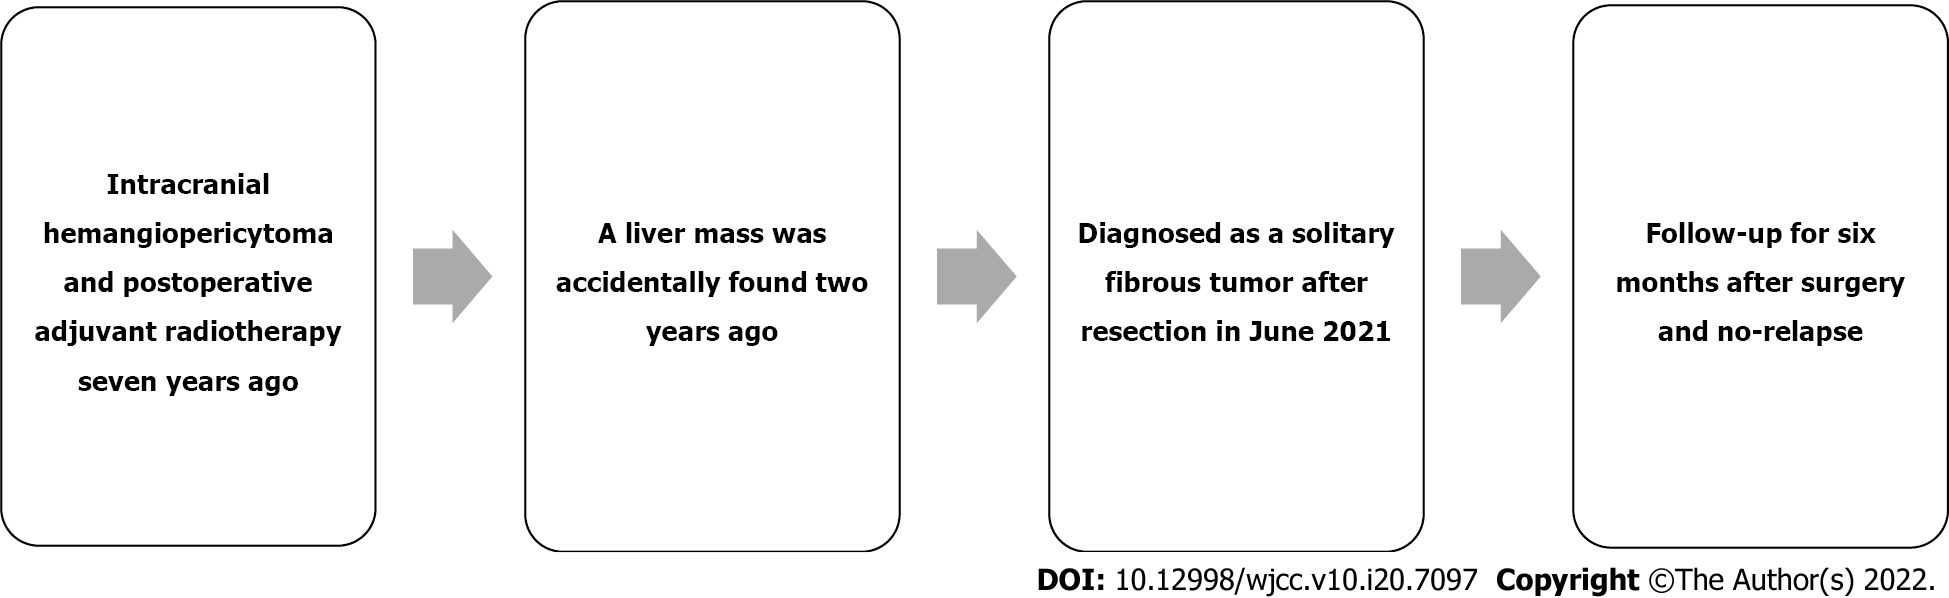 Intracranial
hemangiopericytoma
and postoperative
adjuvant radiotherapy
seven years ago
A liver mass was
accidentally found two
years ago
Diagnosed as a solitary
fibrous tumor after
resection in June 2021
Follow-up for six
months after surgery
and no-relapse
DOI: 10.12998/wjcc.v10.i20.7097 Copyright ©The Author(s) 2022.